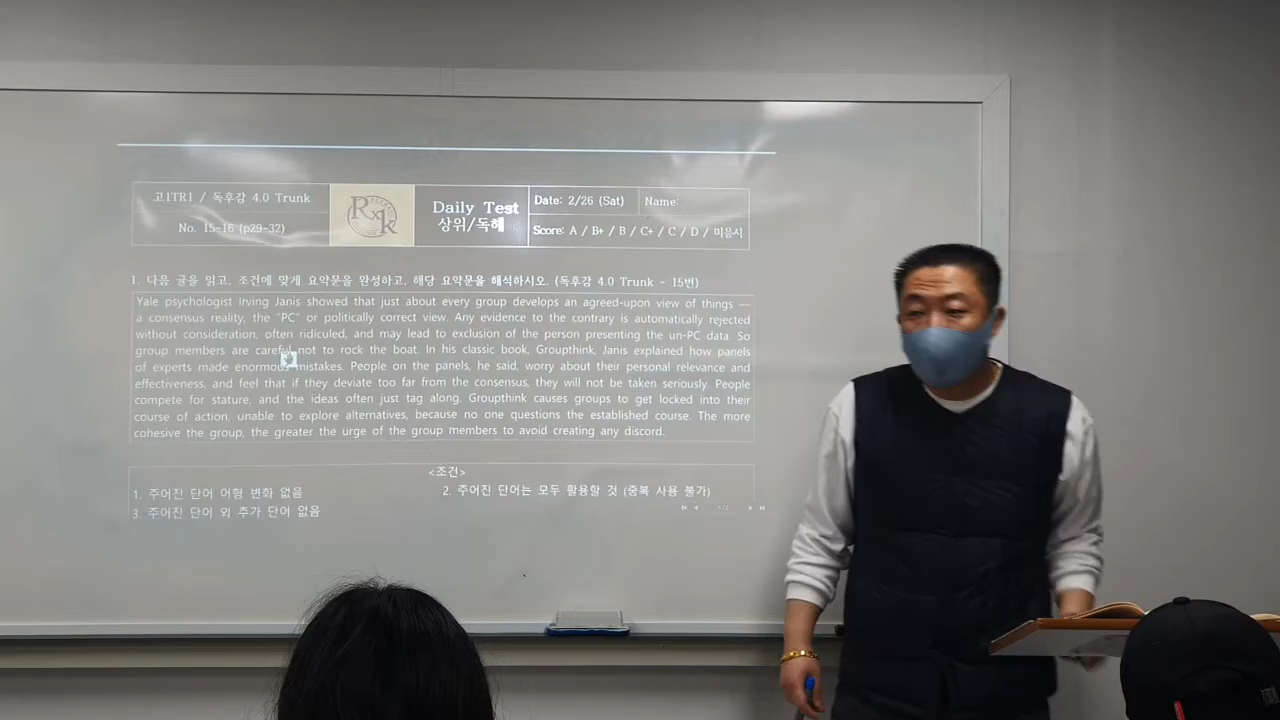 고1TR1 / 독후감 4.0 Trunk
No. 15-16 (p29-32)
RxK
Daily Test
상위/독해
Date: 2/26 (Sat)
Name:
Score: A / B+ / B / C+ / C / D / 미응시
1. 다음 글을 읽고, 조건에 맞게 요약문을 완성하고, 해당 요약문을 해석하시오. (독후감 4.0 Trunk - 15번)
Yale psychologist Irving Janis showed that just about every group develops an agreed-upon view of things —
a consensus reality, the "PC" or politically correct view. Any evidence to the contrary is automatically rejected
without consideration, often ridiculed, and may lead to exclusion of the person presenting the un-PC data. So
group members are careful not to rock the boat. In his classic book, Groupthink, Janis explained how panels
of experts made enormous mistakes. People on the panels, he said, worry about their personal relevance and
effectiveness, and feel that if they deviate too far from the consensus, they will not be taken seriously. People
compete for stature, and the ideas often just tag along. Groupthink causes groups to get locked into their
course of action, unable to explore alternatives, because no one questions the established course. The more
cohesive the group, the greater the urge of the group members to avoid creating any discord.
<조건>
1. 주어진 단어 어형 변화 없음
2. 주어진 단어는 모두 활용할 것 (중복 사용 불가)
3. 주어진 단어 외 추가 단어 없음